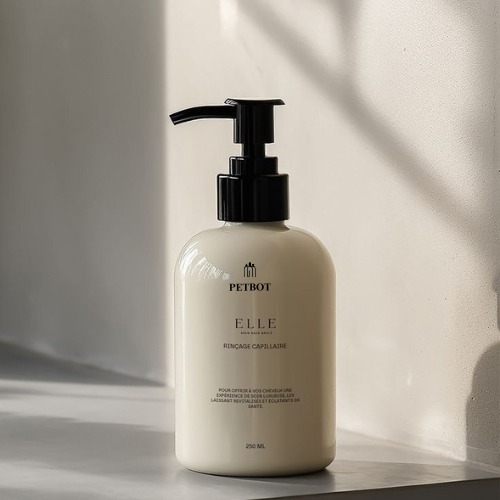 PETBOT
ELLE
RINÇAGE CAPILLAIRE
POUR OFFRIR À VOS CHEVEUX UNE
EXPÉRIENCE DE SOIN LUXUEUSE, LES
LAISSANT REVITALISÉS ET ÉCLATANTS DE
SANTÉ.
250 ML